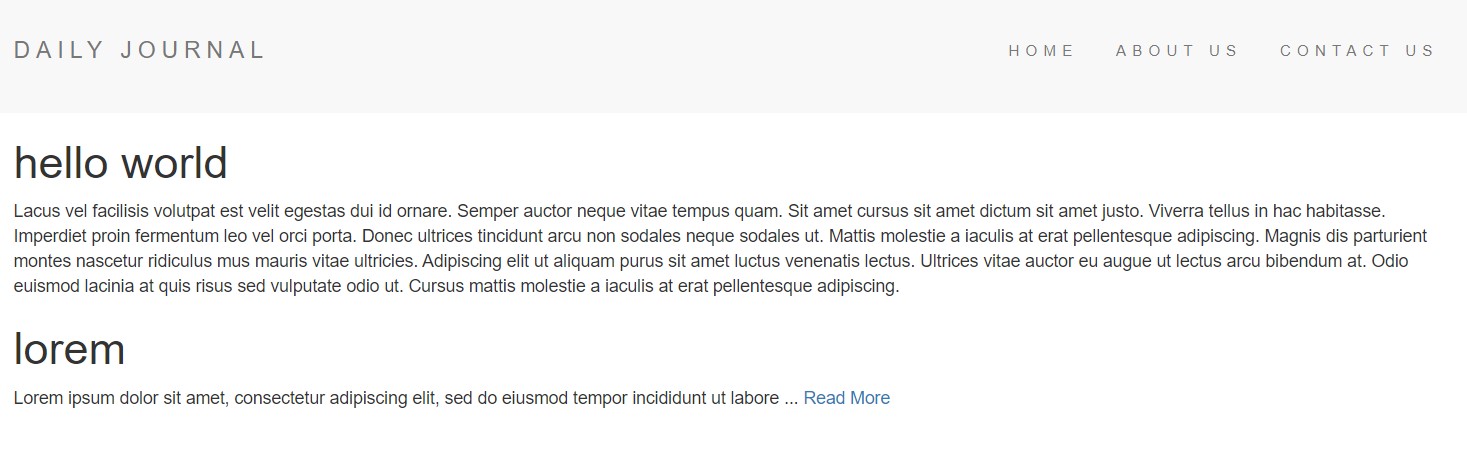 DAILY JOURNAL
HOME ABOUT US CONTACT US
hello world
Lacus vel facilisis volutpat est velit egestas dui id ornare. Semper auctor neque vitae tempus quam. Sit amet cursus sit amet dictum sit amet justo. Viverra tellus in hac habitasse.
Imperdiet proin fermentum leo vel orci porta. Donec ultrices tincidunt arcu non sodales neque sodales ut. Mattis molestie a iaculis at erat pellentesque adipiscing. Magnis dis parturient
montes nascetur ridiculus mus mauris vitae ultricies. Adipiscing elit ut aliquam purus sit amet luctus venenatis lectus. Ultrices vitae auctor eu augue ut lectus arcu bibendum at. Odio
euismod lacinia at quis risus sed vulputate odio ut. Cursus mattis molestie a iaculis at erat pellentesque adipiscing.
lorem
Lorem ipsum dolor sit amet, consectetur adipiscing elit, sed do eiusmod tempor incididunt ut labore ... Read More